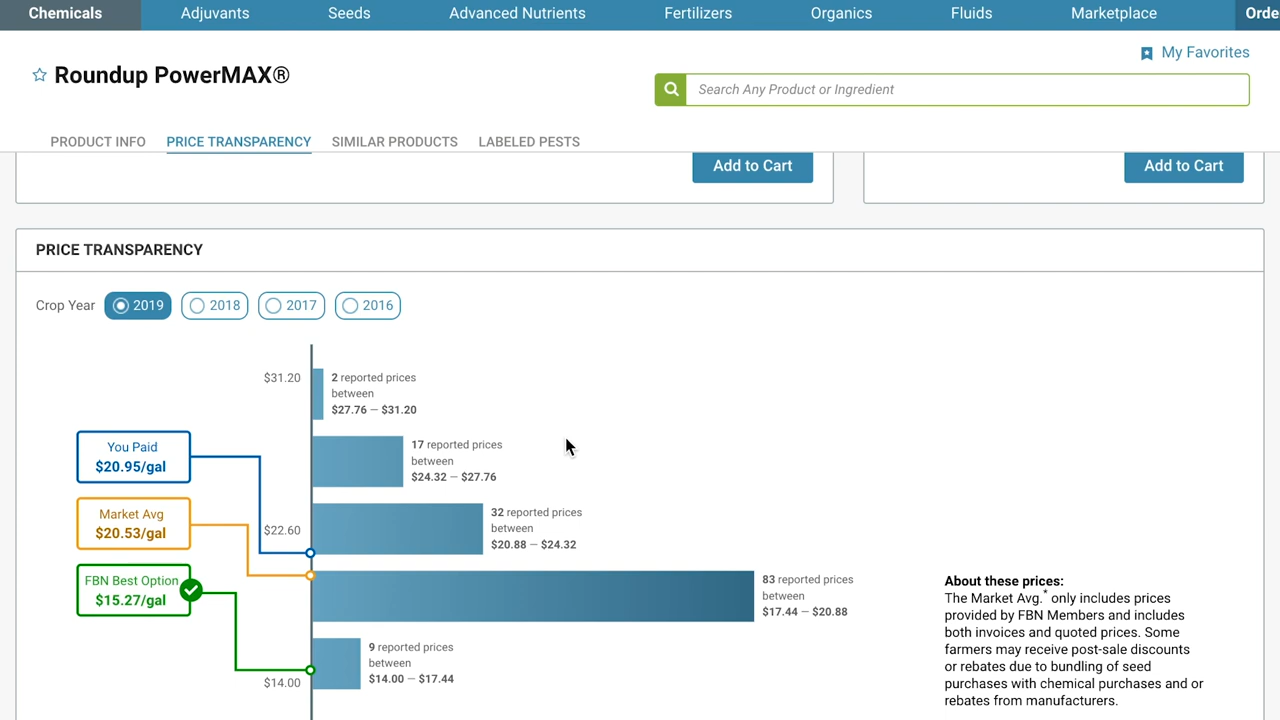 Chemicals Adjuvants Seeds Advanced Nutrients Fertilizers Organics Fluids Marketplace Orde
My Favorites
Roundup PowerMAX®
Search Any Product or Ingredient
PRODUCT INFO PRICE TRANSPARENCY SIMILAR PRODUCTS LABELED PESTS
Add to Cart Add to Cart
PRICE TRANSPARENCY
Crop Year 2019 2018 2017 2016
$31.20
2 reported prices
between
$27.76 — $31.20
You Paid
$20.95/gal
17 reported prices
between
$24.32 — $27.76
Market Avg
$20.53/gal
$22.60
32 reported prices
between
$20.88 — $24.32
FBN Best Option
$15.27/gal
83 reported prices
between
$17.44 — $20.88
$14.00
9 reported prices
between
$14.00 — $17.44
About these prices:
The Market Avg.* only includes prices
provided by FBN Members and includes
both invoices and quoted prices. Some
farmers may receive post-sale discounts
or rebates due to bundling of seed
purchases with chemical purchases and or
rebates from manufacturers.